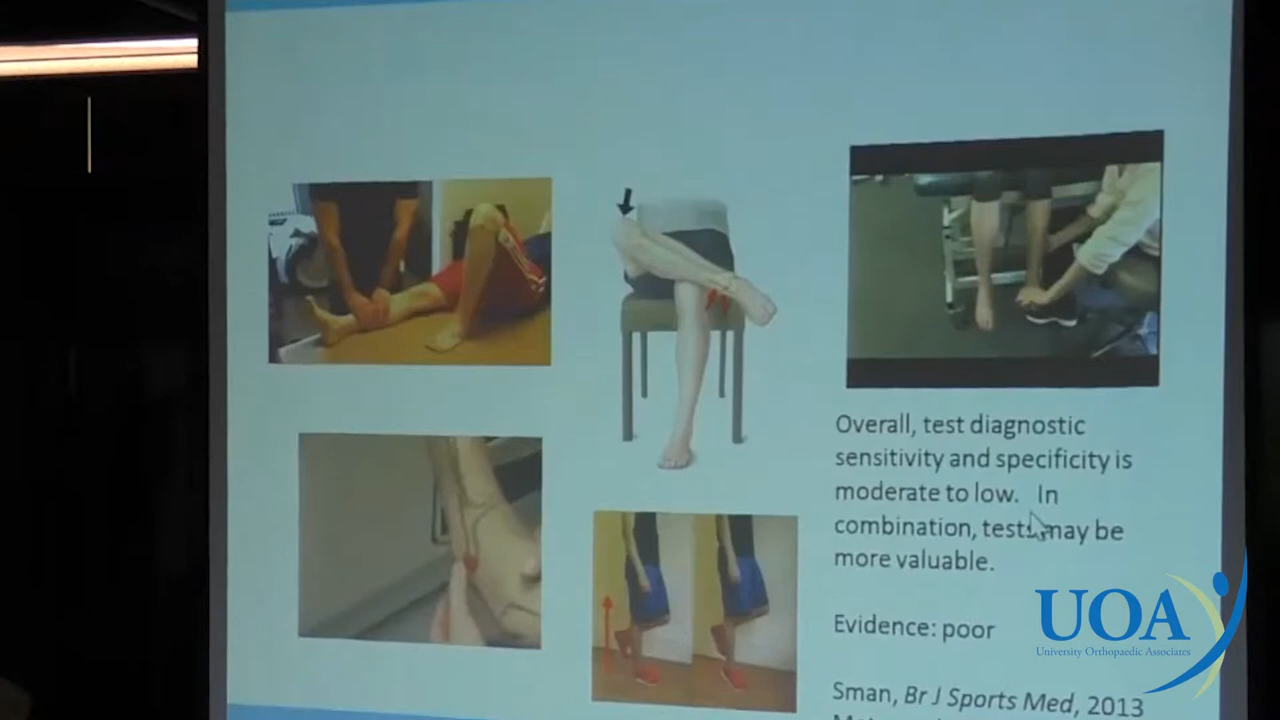 Overall, test diagnostic
sensitivity and specificity is
moderate to low. In
combination, tests may be
more valuable.
Evidence: poor
Sman, Br J Sports Med, 2013
UOA
University Orthopaedic Associates